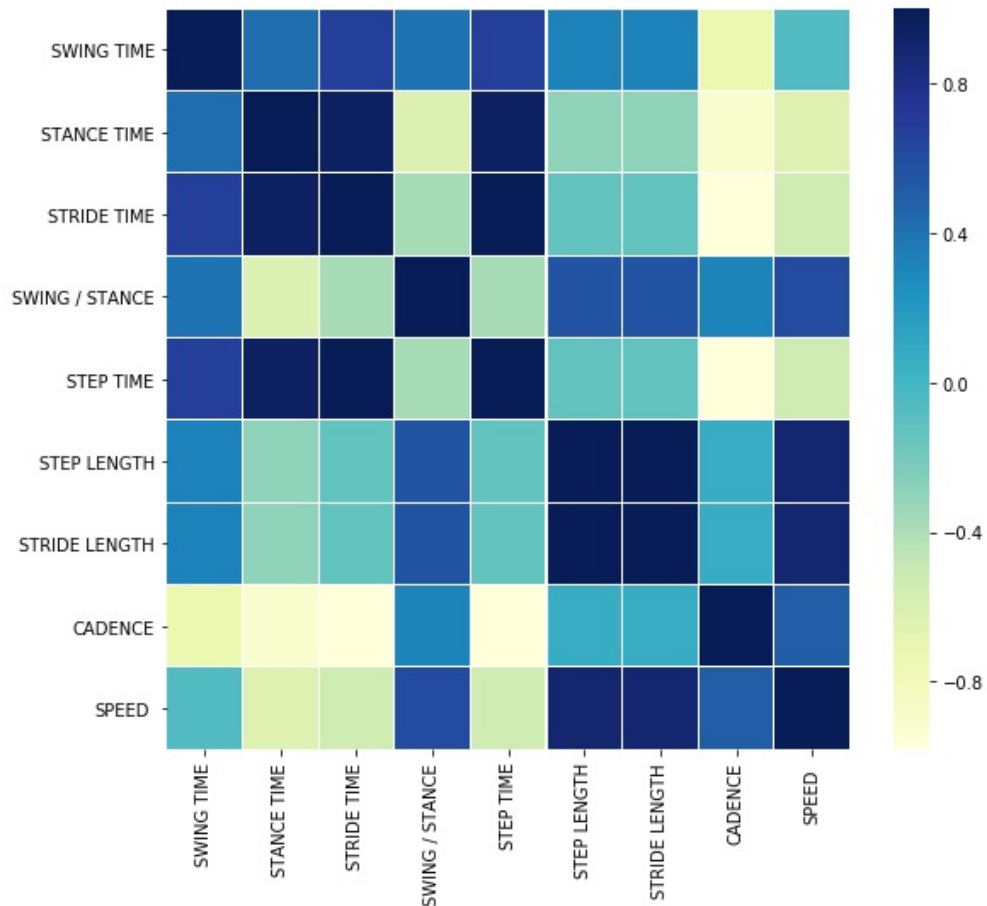 SWING TIME
STANCE TIME
STRIDE TIME
SWING / STANCE
STEP TIME
STEP LENGTH
STRIDE LENGTH
CADENCE
SPEED
SWING TIME
STANCE TIME
STRIDE TIME
SWING / STANCE
STEP TIME
STEP LENGTH
STRIDE LENGTH
CADENCE
SPEED
0.8
0.4
0.0
−0.4
−0.8